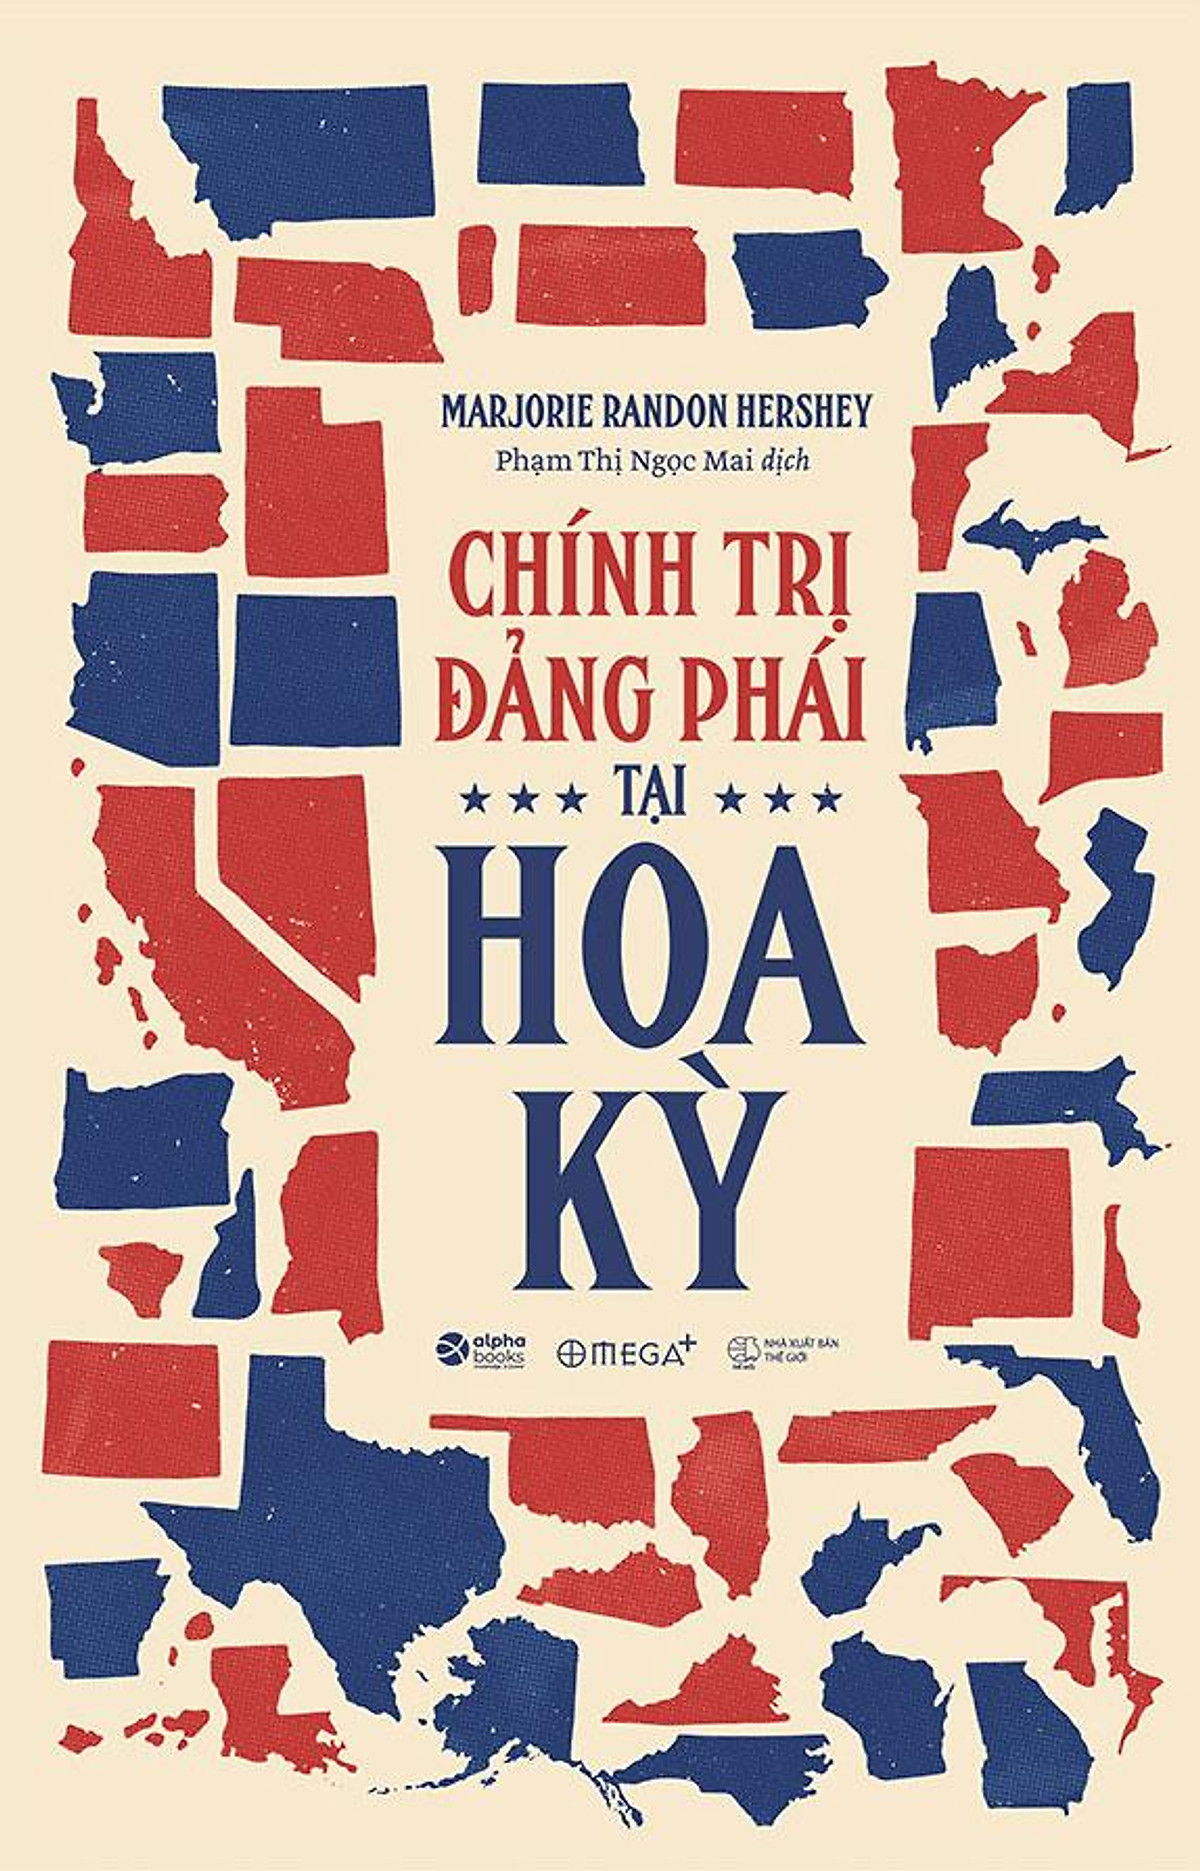 MARJORIE RANDON HERSHEY
Phạm Thị Ngọc Mai dịch
CHÍNH TRỊ
ĐẢNG PHÁI
TẠI
HOA
KỲ
alpha books
OMEGA+
NHÀ XUẤT BẢN
THẾ GIỚI